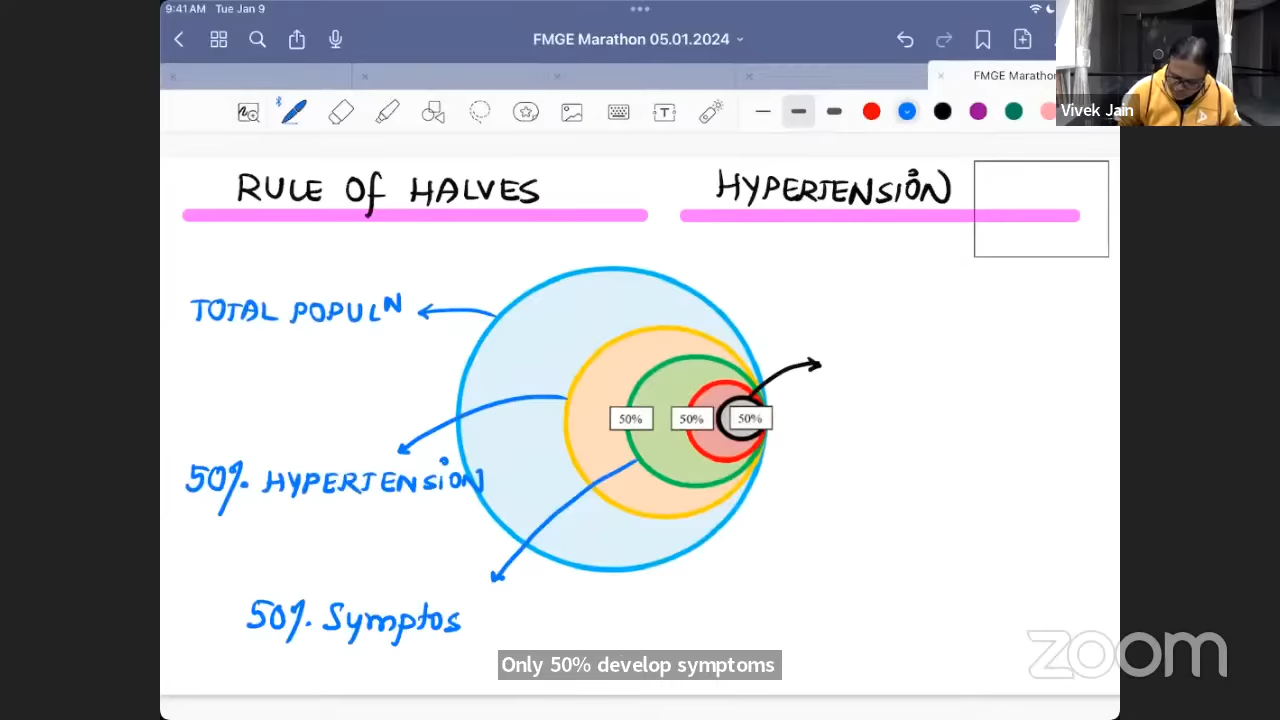 9:41 AM Tue Jan 9
FMGE Marathon 05.01.2024
FMGE Marathon
Vivek Jain
RULE Of HALVES
HYPERTENSION
TOTAL POPULN
50% 50% 50%
50% HYPERTENSION
50% Symptos
Only 50% develop symptoms
zoom